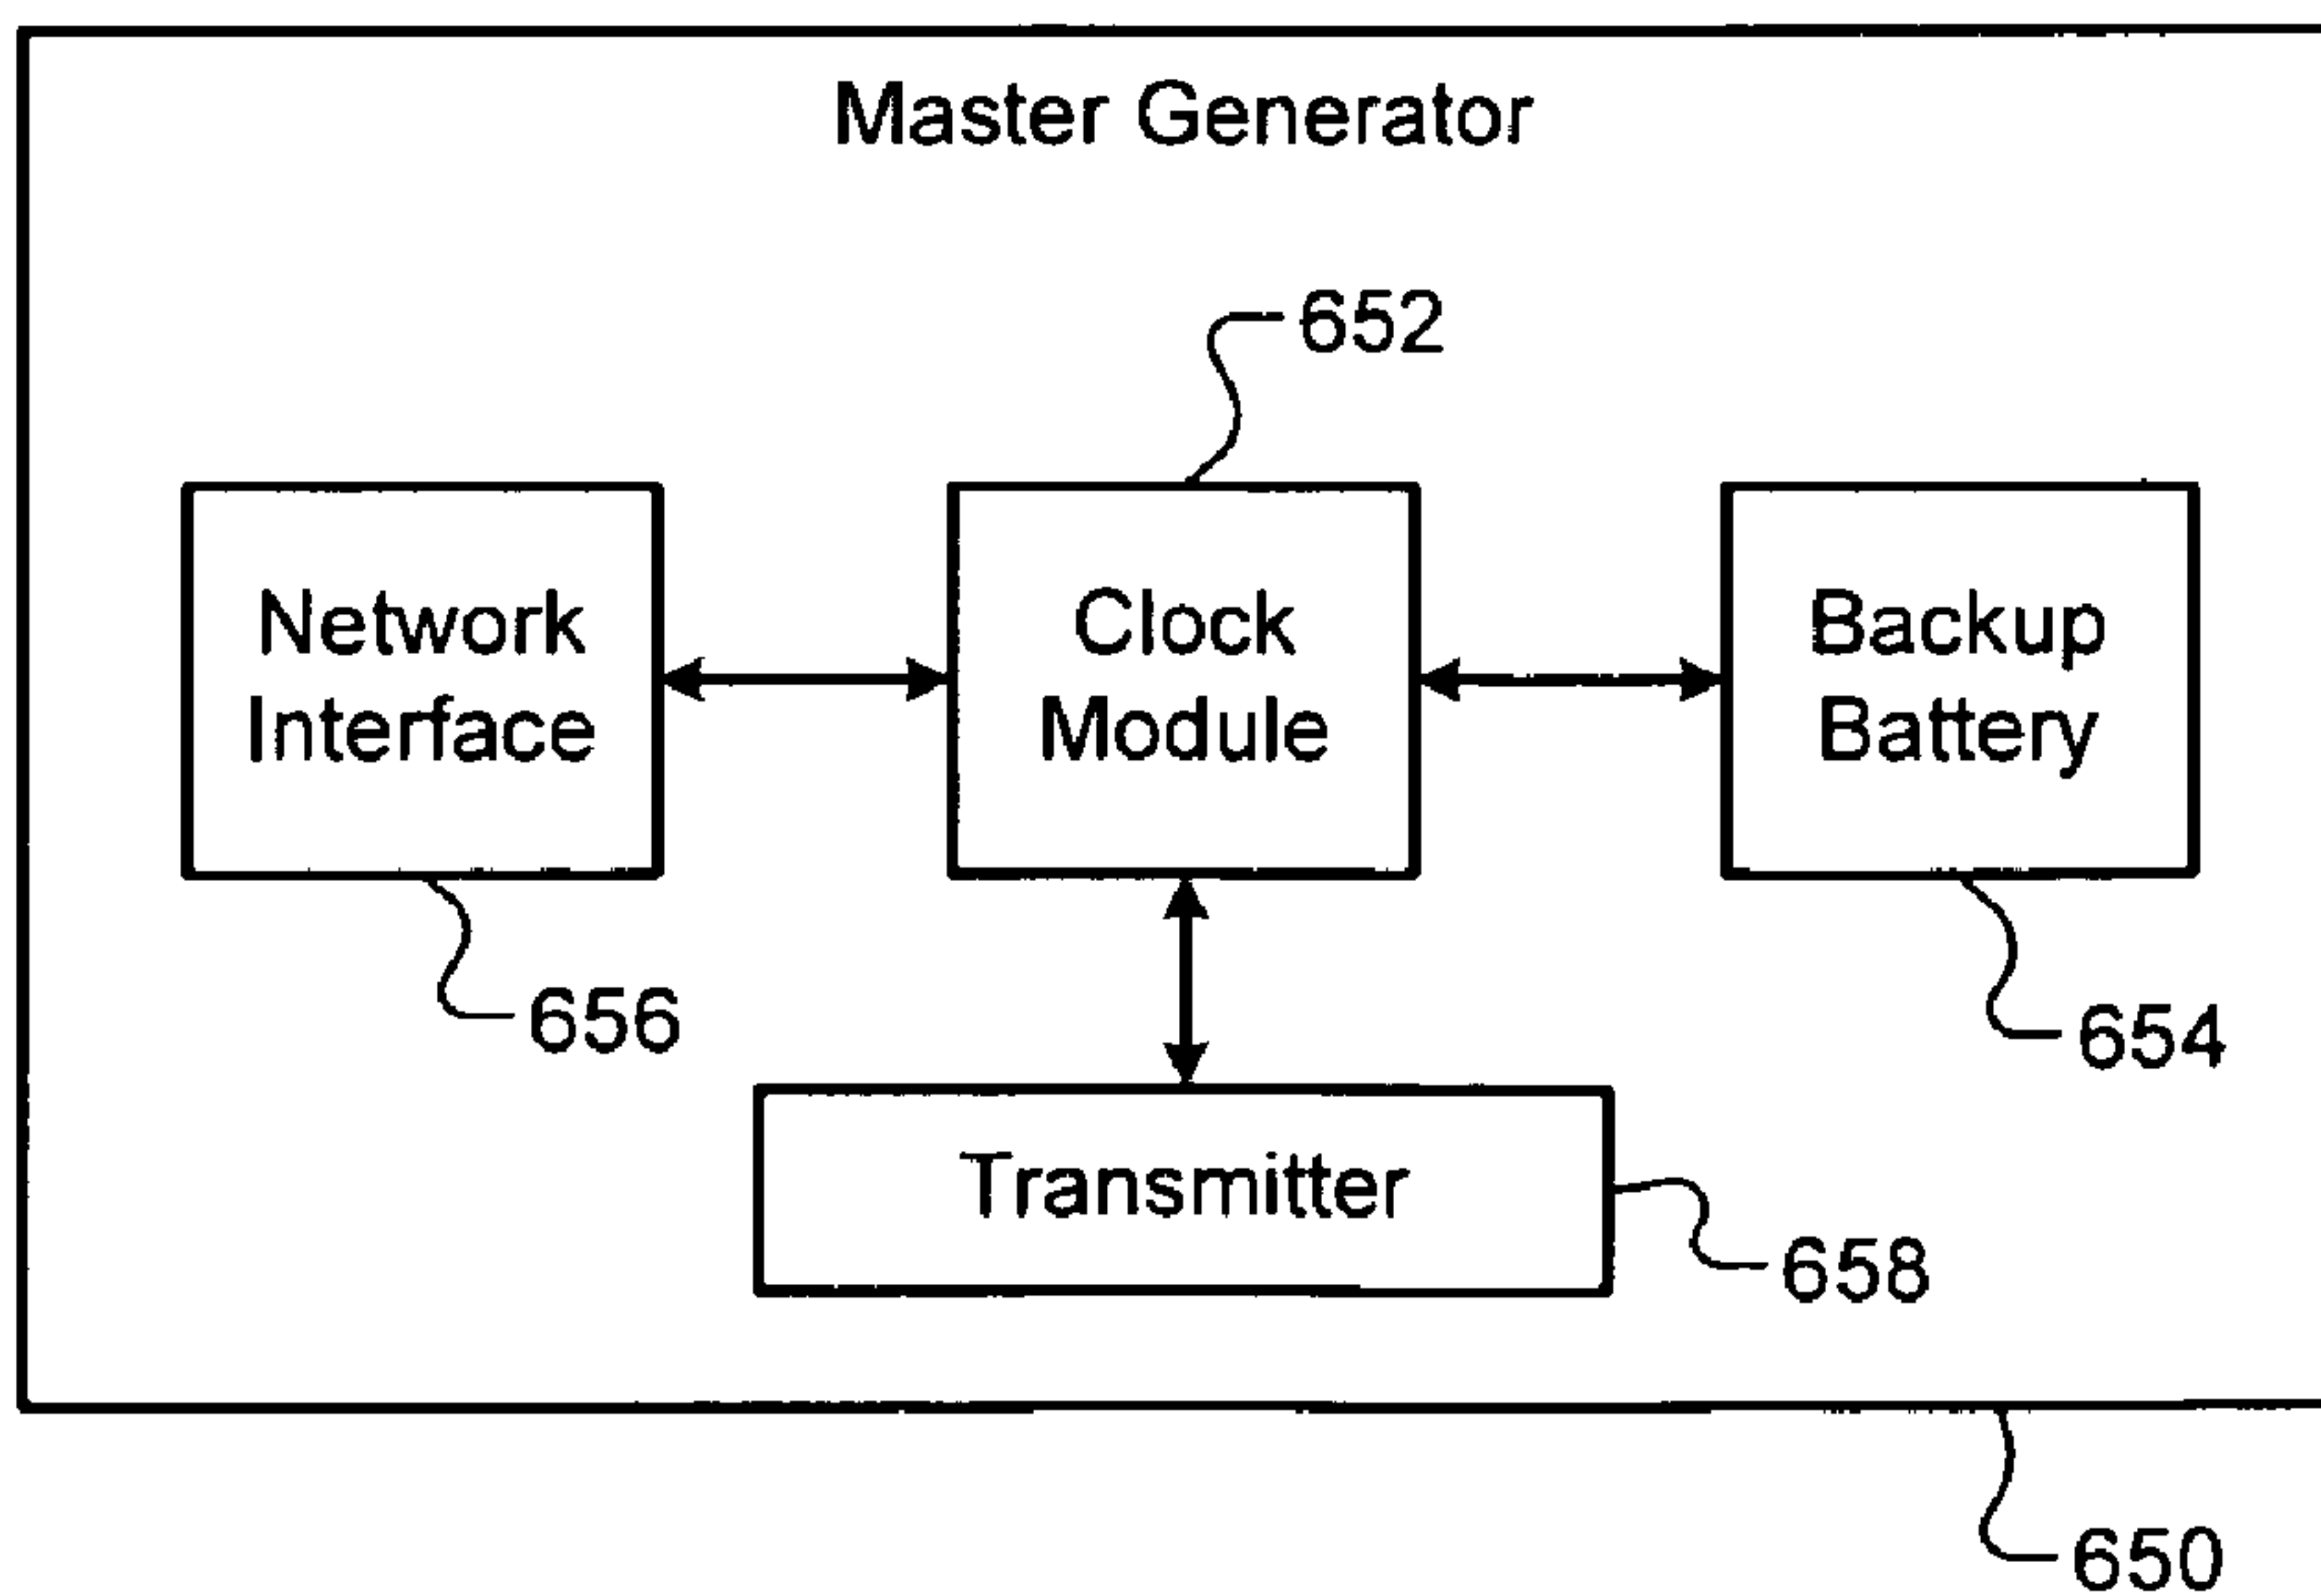 Master Generator
652
Network
Interface
Clock
Module
Backup
Battery
656
654
Transmitter
658
650